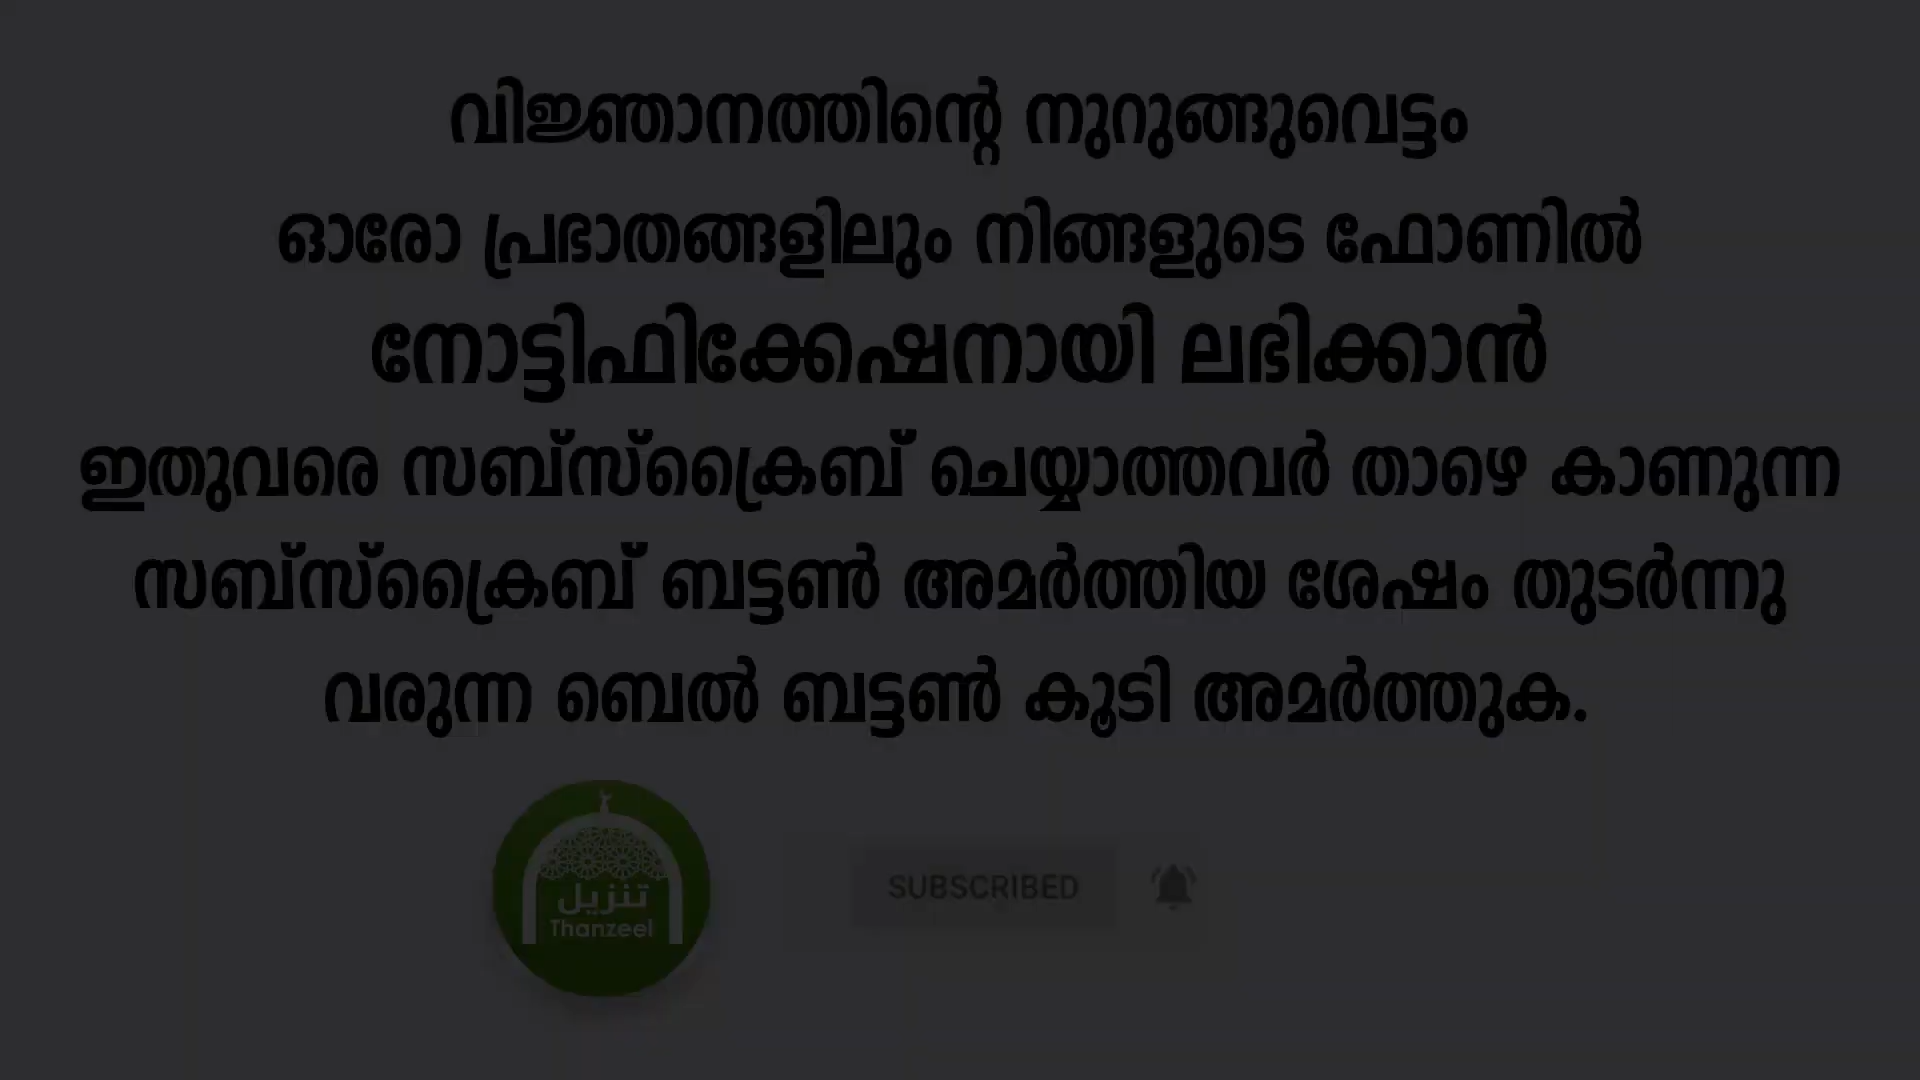 വിജ്ഞാനത്തിന്റെ നുറുങ്ങുവെട്ടം
ഓരോ പ്രഭാതങ്ങളിലും നിങ്ങളുടെ ഫോണിൽ
നോട്ടിഫിക്കേഷനായി ലഭിക്കാൻ
ഇതുവരെ സബ്സ്ക്രൈബ് ചെയ്യാത്തവർ താഴെ കാണുന്ന
സബ്സ്ക്രൈബ് ബട്ടൺ അമർത്തിയ ശേഷം തുടർന്നു
വരുന്ന ബെൽ ബട്ടൺ കൂടി അമർത്തുക.
تنزيل
Thanzeel
SUBSCRIBED